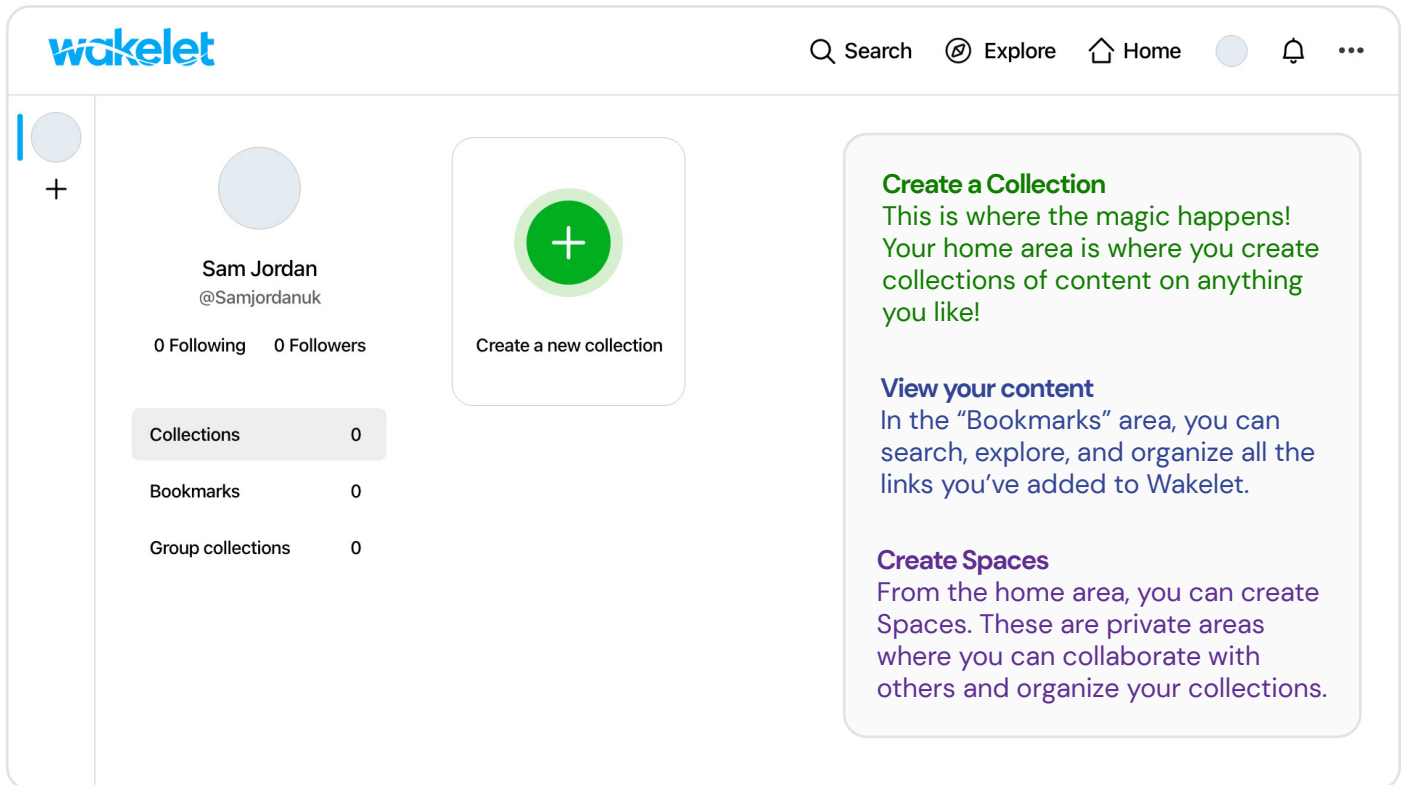 wakelet
Search Explore Home
Sam Jordan
@Samjordanuk
0 Following 0 Followers
Collections 0
Bookmarks 0
Group collections 0
Create a new collection
Create a Collection
This is where the magic happens!
Your home area is where you create
collections of content on anything
you like!
View your content
In the “Bookmarks” area, you can
search, explore, and organize all the
links you’ve added to Wakelet.
Create Spaces
From the home area, you can create
Spaces. These are private areas
where you can collaborate with
others and organize your collections.